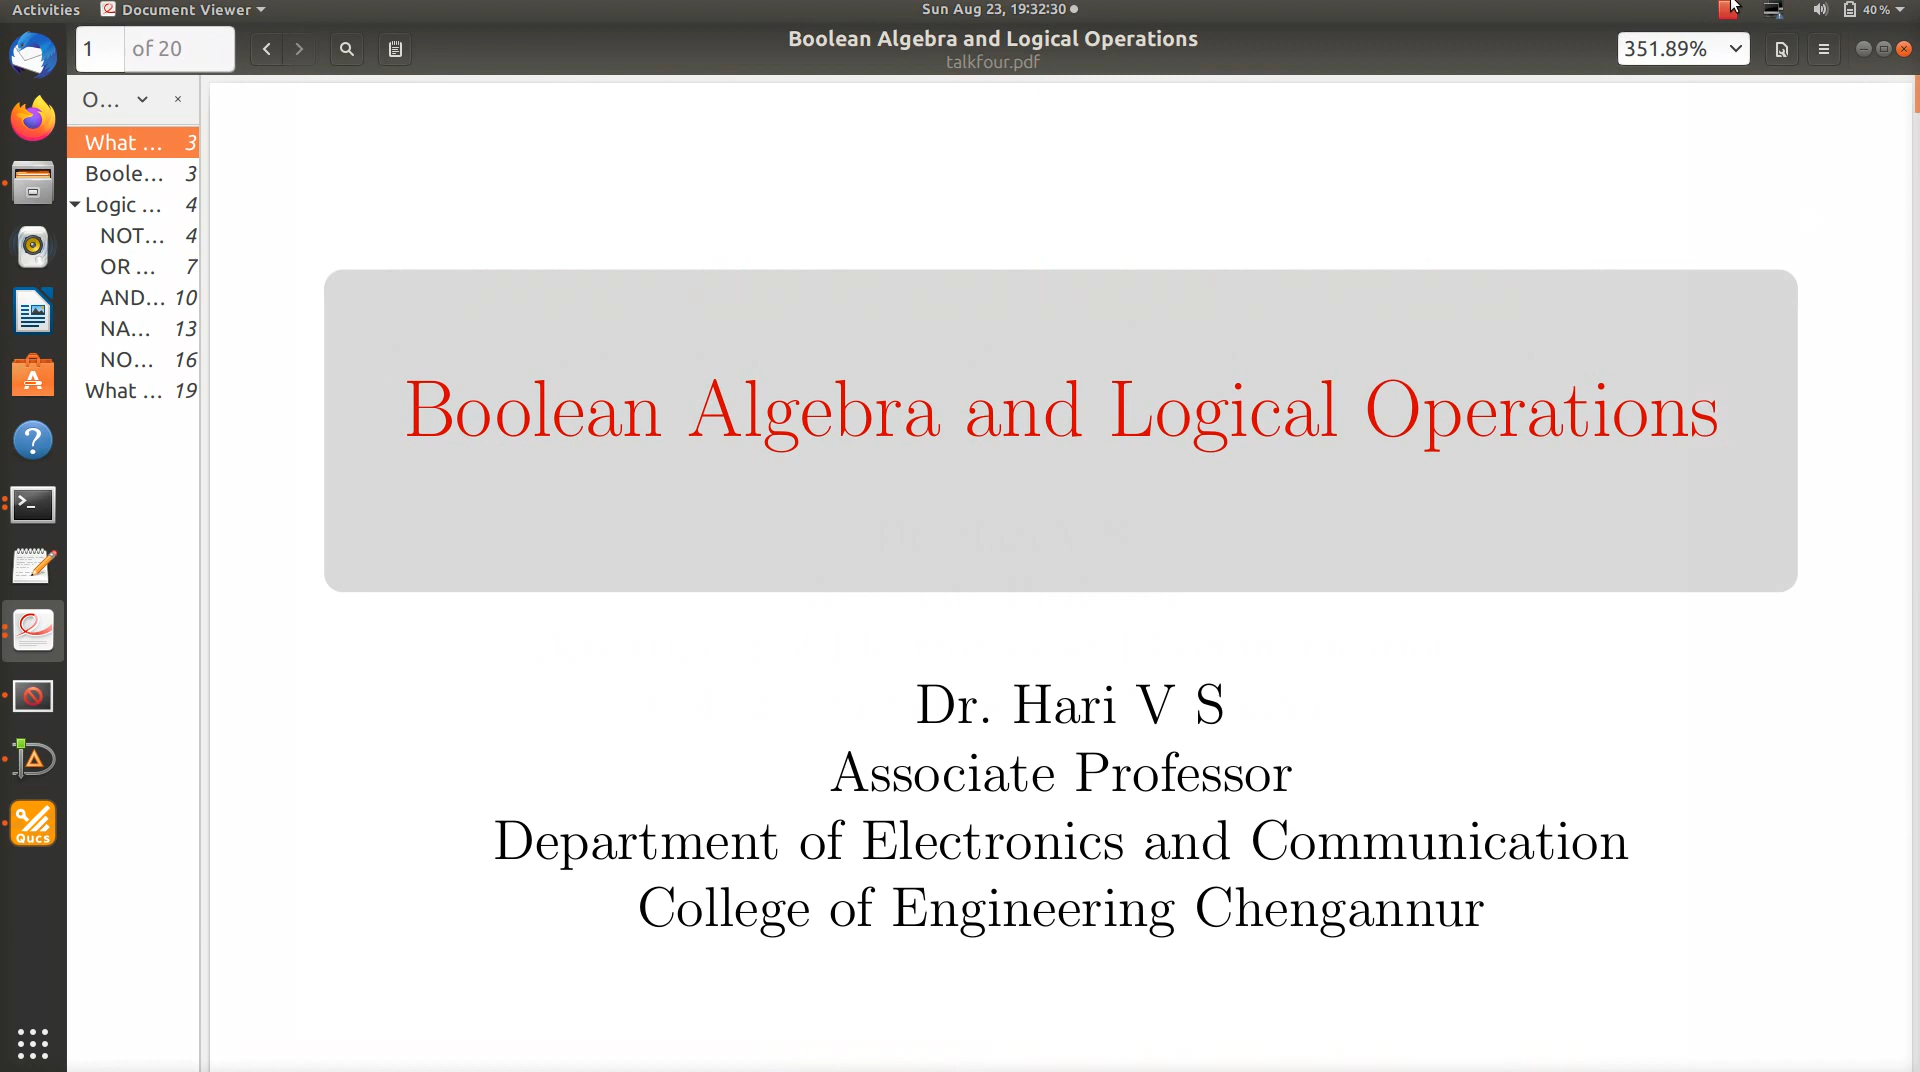 Activities Document Viewer Sun Aug 23, 19:32:30 40 %
1 of 20 Boolean Algebra and Logical Operations 351.89%
talkfour.pdf
O...
What ... 3
Boole... 3
Logic ... 4
NOT... 4
OR ... 7
AND... 10
NA... 13
NO... 16
What ... 19
Boolean Algebra and Logical Operations
Dr. Hari V S
Associate Professor
Department of Electronics and Communication
College of Engineering Chengannur
Qucs